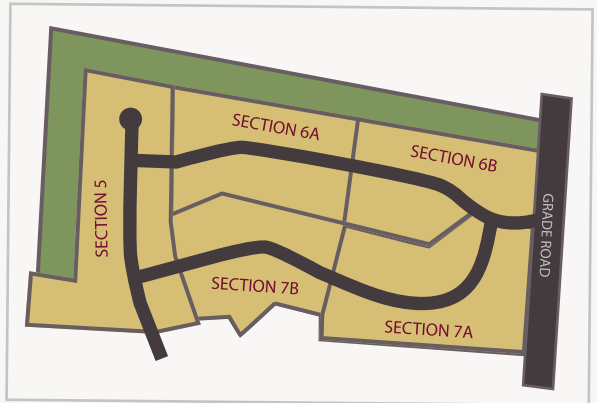 SECTION 6A
SECTION 6B
SECTION 5
GRADE ROAD
SECTION 7B
SECTION 7A